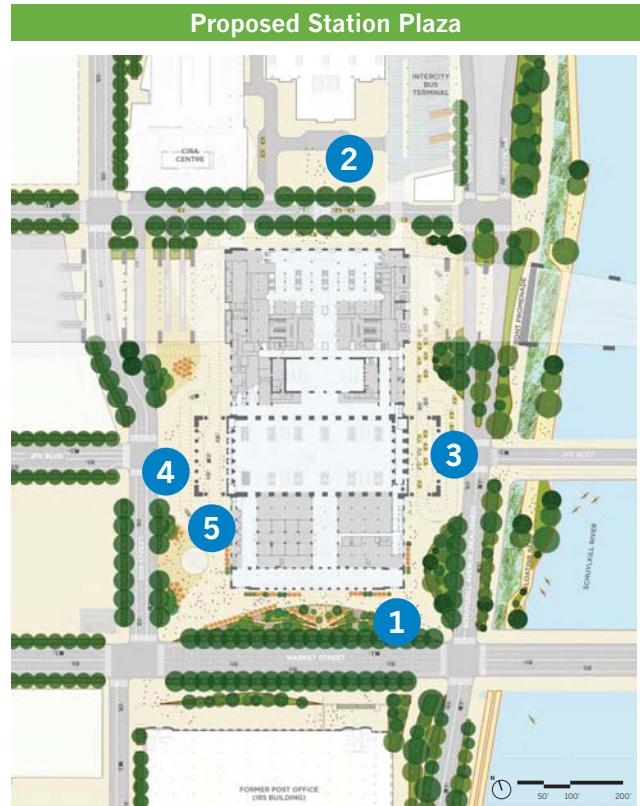 Proposed Station Plaza
INTERCITY
BUS
TERMINAL
CIRA
CENTRE
2
JFK BLVD
3
JFK BLVD
4
5
SCHUYLKILL RIVER
1
MARKET STREET
FORMER POST OFFICE
(IRS BUILDING)
N
50' 100' 200'